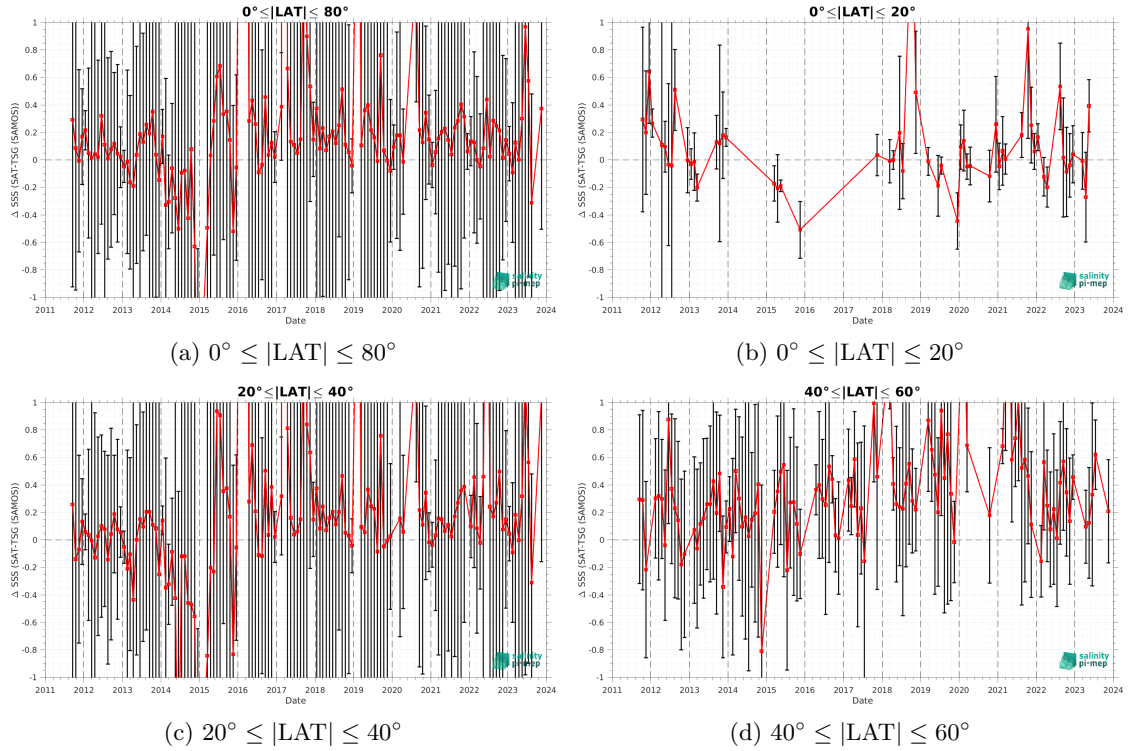 0°≤|LAT|≤ 80°
Δ SSS (SAT-TSG (SAMOS))
1
0.8
0.6
0.4
0.2
0
-0.2
-0.4
-0.6
-0.8
-1
2011 2012 2013 2014 2015 2016 2017 2018 2019 2020 2021 2022 2023 2024
Date
salinity
pi-mep
(a) 0° ≤ |LAT| ≤ 80°
0°≤|LAT|≤ 20°
Δ SSS (SAT-TSG (SAMOS))
1
0.8
0.6
0.4
0.2
0
-0.2
-0.4
-0.6
-0.8
-1
2011 2012 2013 2014 2015 2016 2017 2018 2019 2020 2021 2022 2023 2024
Date
salinity
pi-mep
(b) 0° ≤ |LAT| ≤ 20°
20°≤|LAT|≤ 40°
Δ SSS (SAT-TSG (SAMOS))
1
0.8
0.6
0.4
0.2
0
-0.2
-0.4
-0.6
-0.8
-1
2011 2012 2013 2014 2015 2016 2017 2018 2019 2020 2021 2022 2023 2024
Date
salinity
pi-mep
(c) 20° ≤ |LAT| ≤ 40°
40°≤|LAT|≤ 60°
Δ SSS (SAT-TSG (SAMOS))
1
0.8
0.6
0.4
0.2
0
-0.2
-0.4
-0.6
-0.8
-1
2011 2012 2013 2014 2015 2016 2017 2018 2019 2020 2021 2022 2023 2024
Date
salinity
pi-mep
(d) 40° ≤ |LAT| ≤ 60°